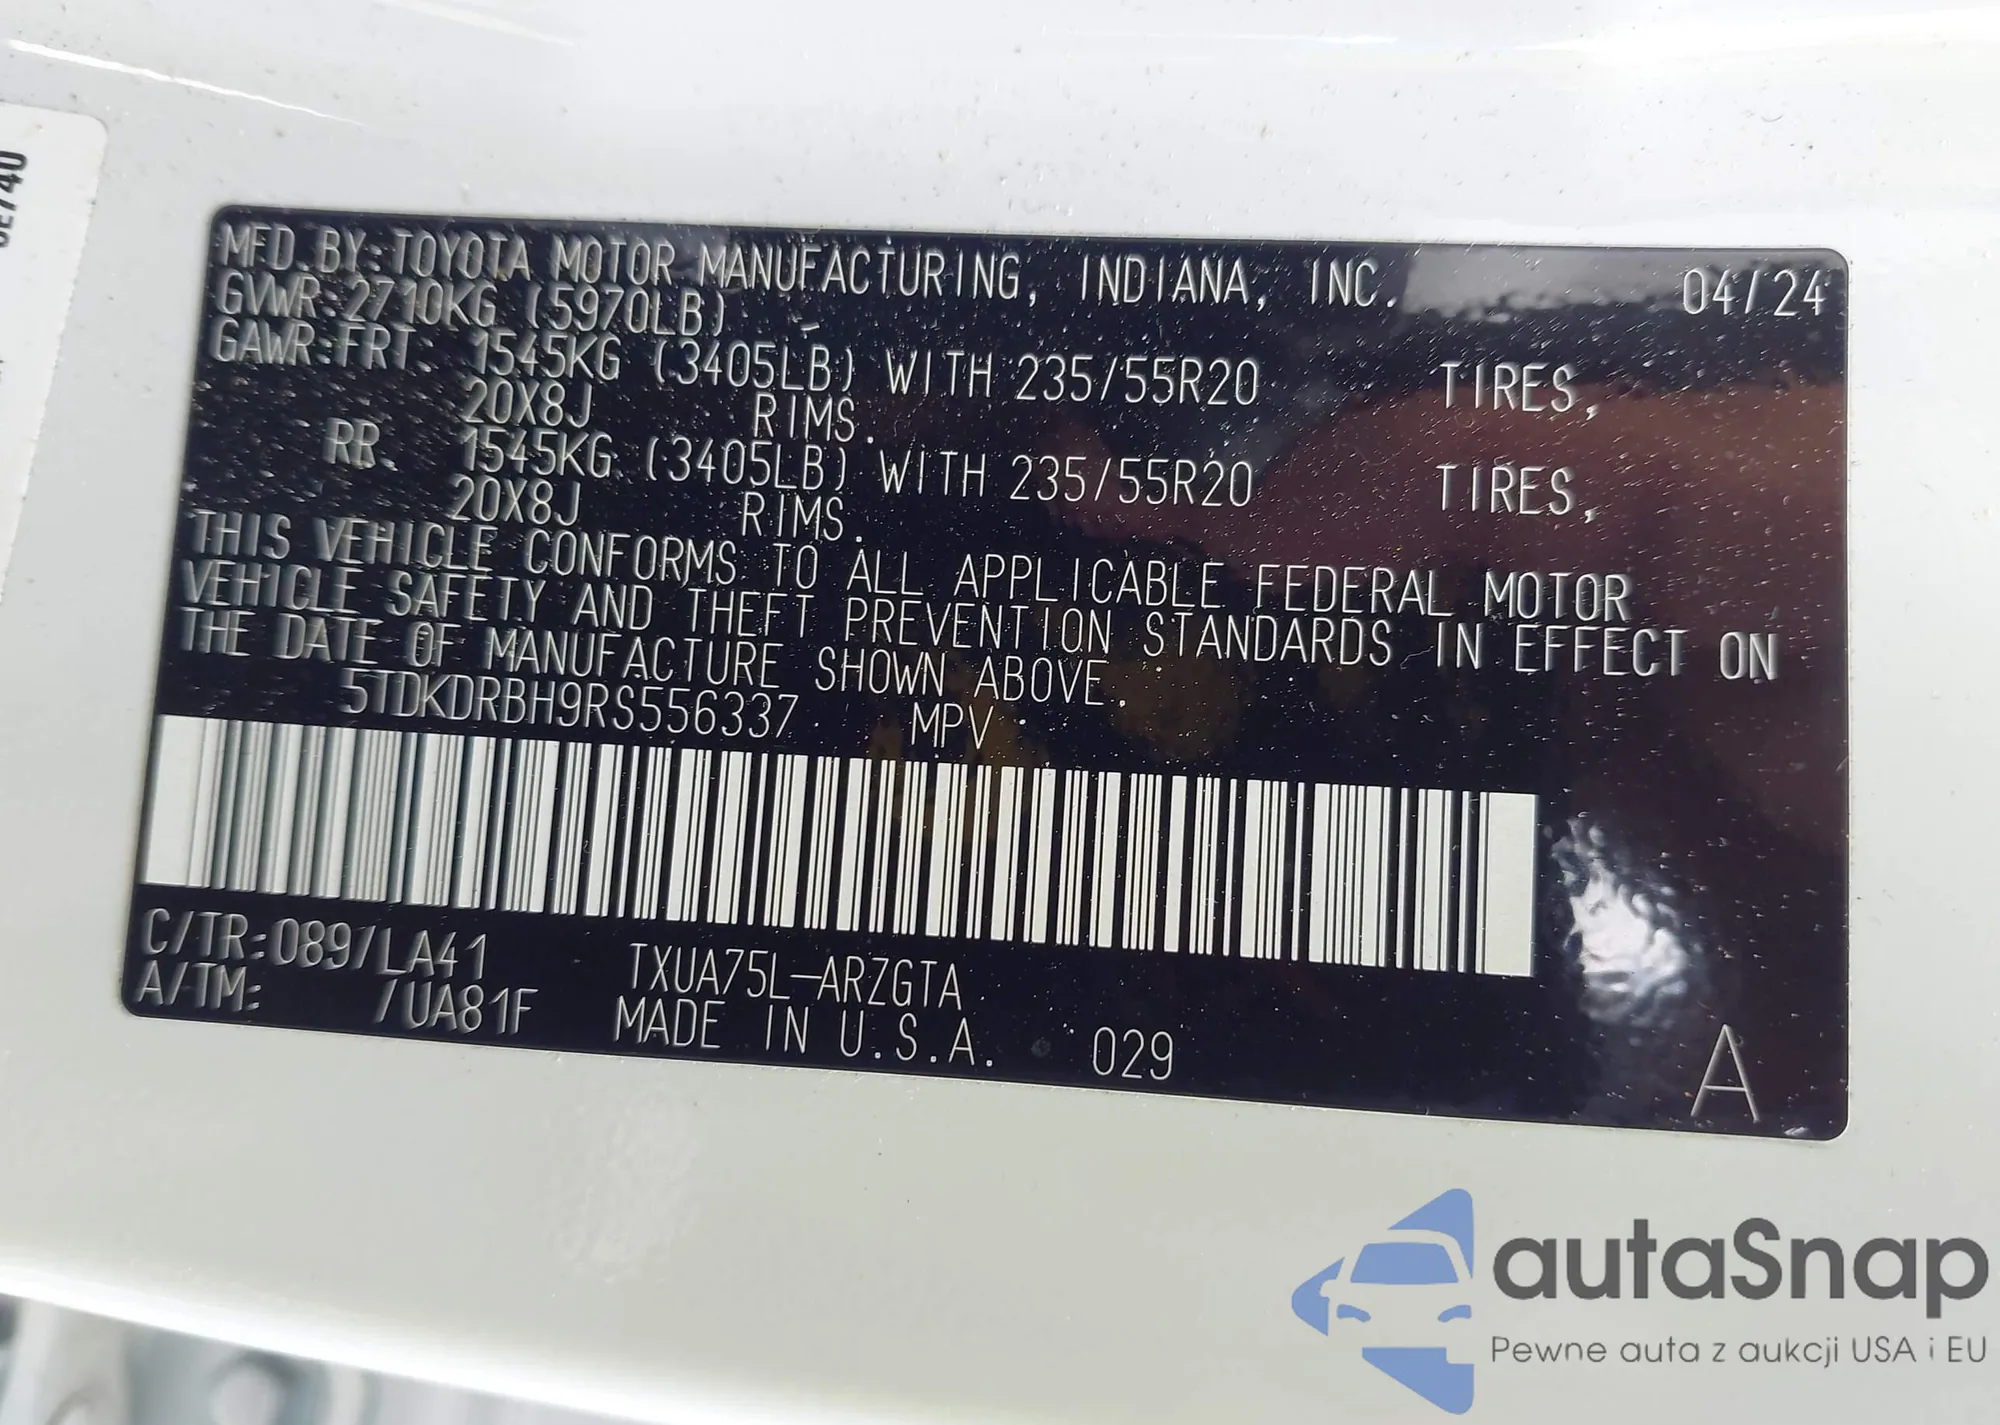 MFD. BY: TOYOTA MOTOR MANUFACTURING, INDIANA, INC. 04/24
GVWR: 2710KG (5970LB)
GAWR: FRT. 1545KG (3405LB) WITH 235/55R20 TIRES,
20X8J RIMS.
RR. 1545KG (3405LB) WITH 235/55R20 TIRES,
20X8J RIMS.
THIS VEHICLE CONFORMS TO ALL APPLICABLE FEDERAL MOTOR
VEHICLE SAFETY AND THEFT PREVENTION STANDARDS IN EFFECT ON
THE DATE OF MANUFACTURE SHOWN ABOVE.
5TDKDRBH9RS556337 MPV
C/TR:089/LA41 TXUA75L-ARZGTA
A/TM: /UA81F MADE IN U.S.A. 029 A
autaSnap
Pewne auta z aukcji USA i EU